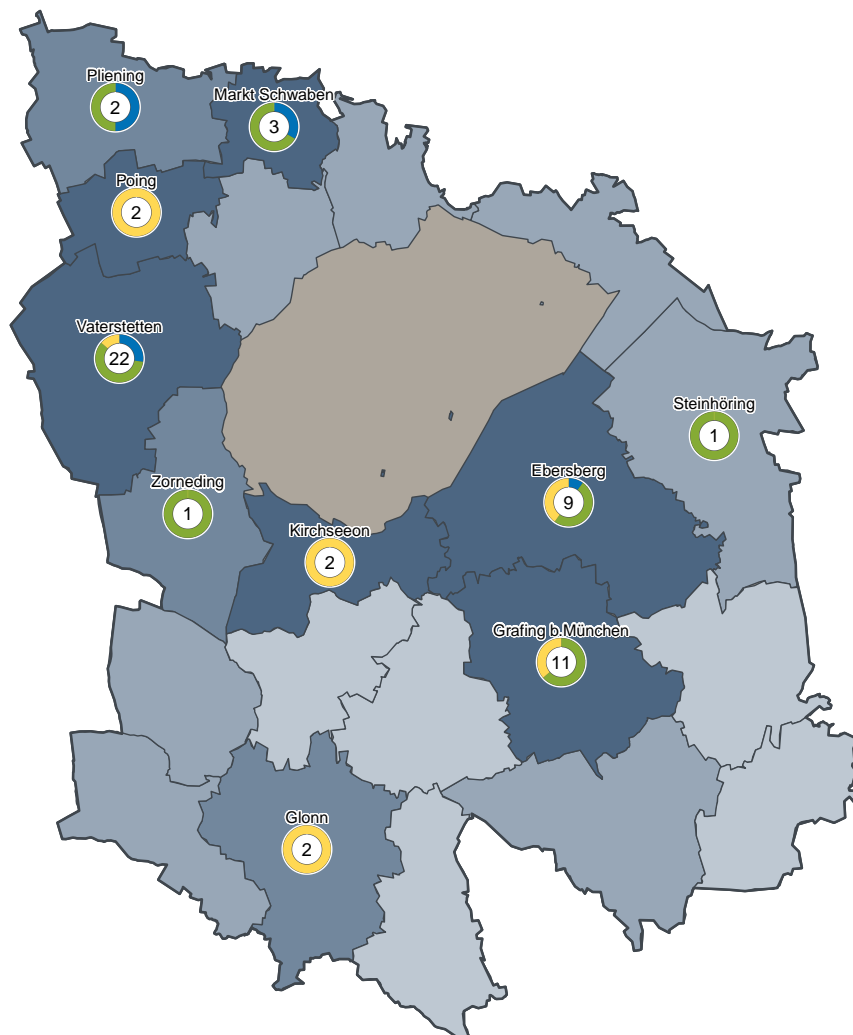 Pliening
2
Markt Schwaben
3
Poing
2
Vaterstetten
22
Steinhöring
1
Ebersberg
9
Zorneding
1
Kirchseeon
2
Grafing b.München
11
Glonn
2